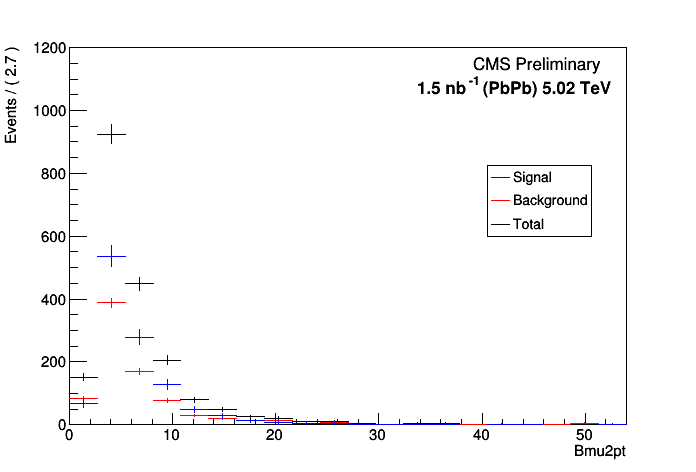 CMS Preliminary
1.5 nb-1 (PbPb) 5.02 TeV
Events / ( 2.7 )
1200
1000
800
600
400
200
0
Signal
Background
Total
0 10 20 30 40 50
Bmu2pt